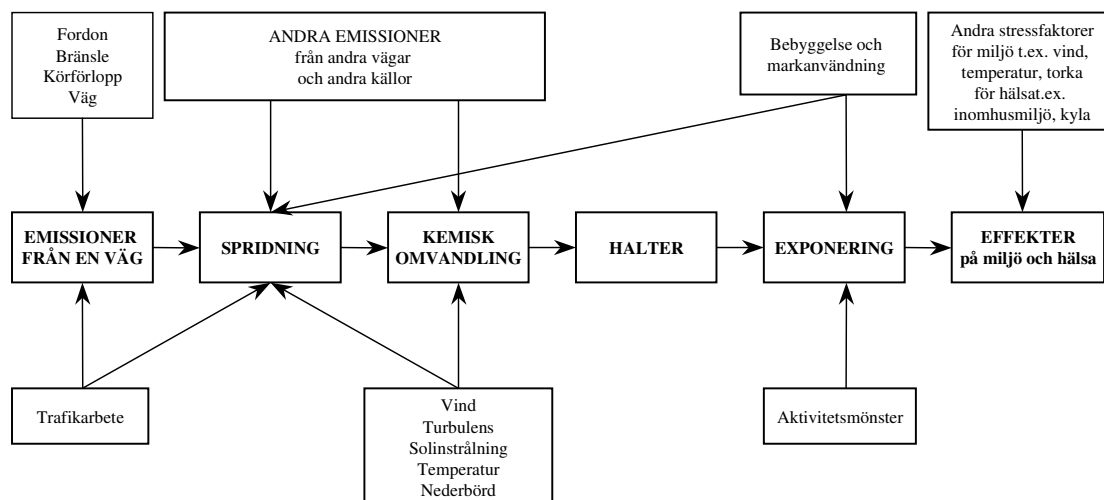 Fordon
Bränsle
Körförlopp
Väg
ANDRA EMISSIONER
från andra vägar
och andra källor
Bebyggelse och
markanvändning
Andra stressfaktorer
för miljö t.ex. vind,
temperatur, torka
för hälsat.ex.
inomhusmiljö, kyla
EMISSIONER
FRÅN EN VÄG
SPRIDNING
KEMISK
OMVANDLING
HALTER
EXPONERING
EFFEKTER
på miljö och hälsa
Trafikarbete
Vind
Turbulens
Solinstrålning
Temperatur
Nederbörd
Aktivitetsmönster